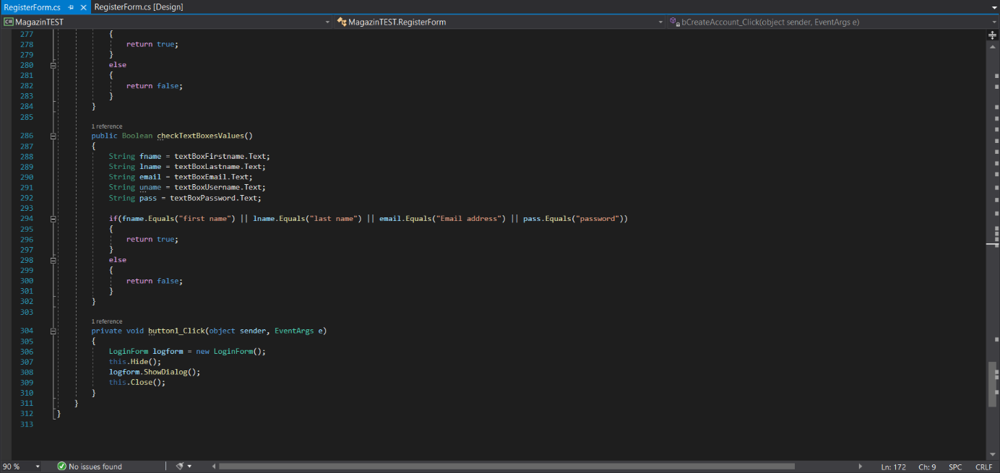 RegisterForm.cs RegisterForm.cs [Design]
C# MagazinTEST MagazinTEST.RegisterForm bCreateAccount_Click(object sender, EventArgs e)
277 {
278 return true;
279 }
280 else
281 {
282 return false;
283 }
284 }
285
1 reference
286 public Boolean checkTextBoxesValues()
287 {
288 String fname = textBoxFirstname.Text;
289 String lname = textBoxLastname.Text;
290 String email = textBoxEmail.Text;
291 String uname = textBoxUsername.Text;
292 String pass = textBoxPassword.Text;
293
294 if(fname.Equals("first name") || lname.Equals("last name") || email.Equals("Email address") || pass.Equals("password"))
295 {
296 return true;
297 }
298 else
299 {
300 return false;
301 }
302 }
303
1 reference
304 private void button1_Click(object sender, EventArgs e)
305 {
306 LoginForm logform = new LoginForm();
307 this.Hide();
308 logform.ShowDialog();
309 this.Close();
310 }
311 }
312 }
313
90 % No issues found Ln: 172 Ch: 9 SPC CRLF